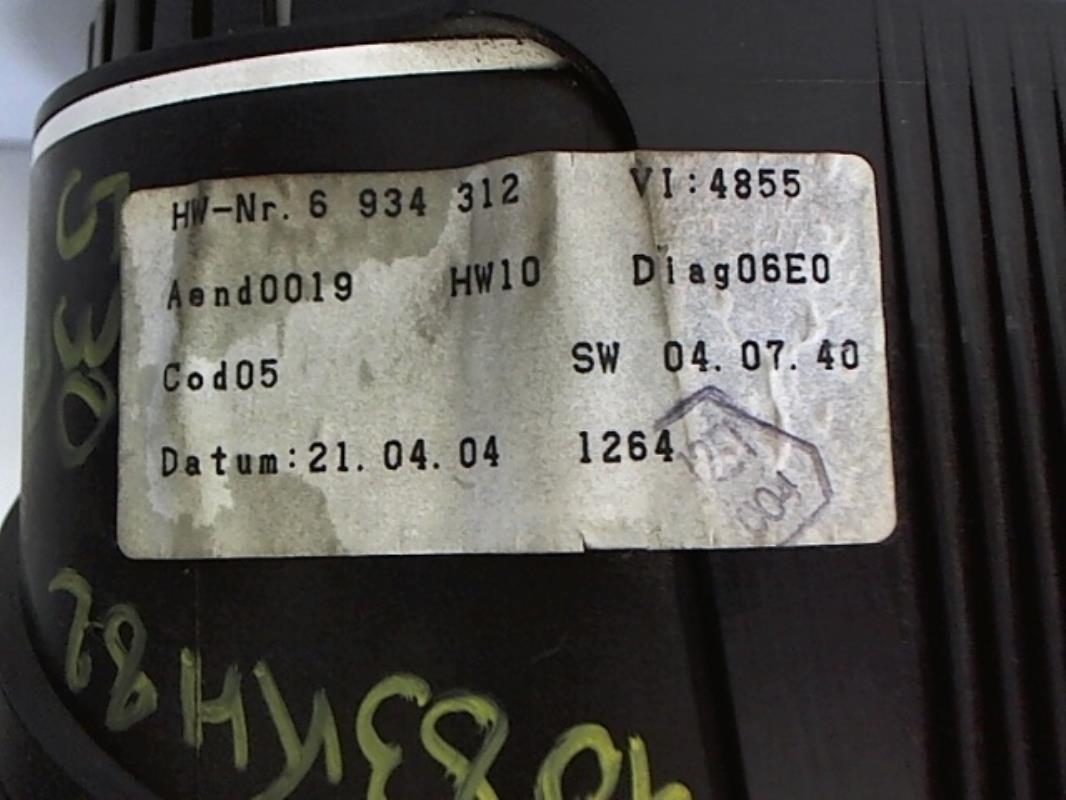 HW-Nr. 6 934 312 VI:4855
Aend0019 HW10 Diag06E0
Cod05 SW 04. 07. 40
Datum:21. 04. 04 1264
530